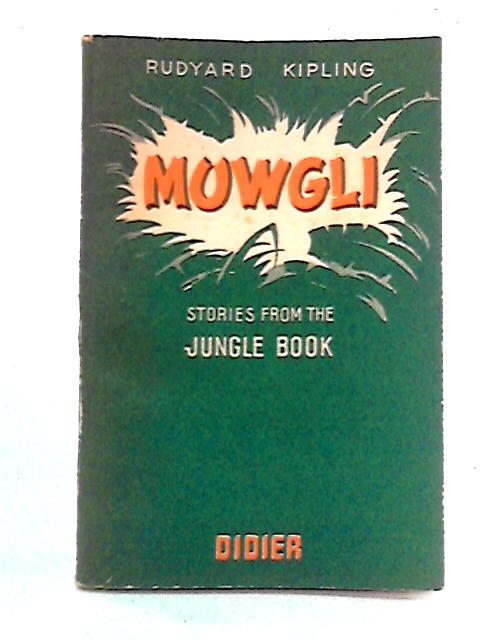 RUDYARD KIPLING
MOWGLI
STORIES FROM THE
JUNGLE BOOK
DIDIER